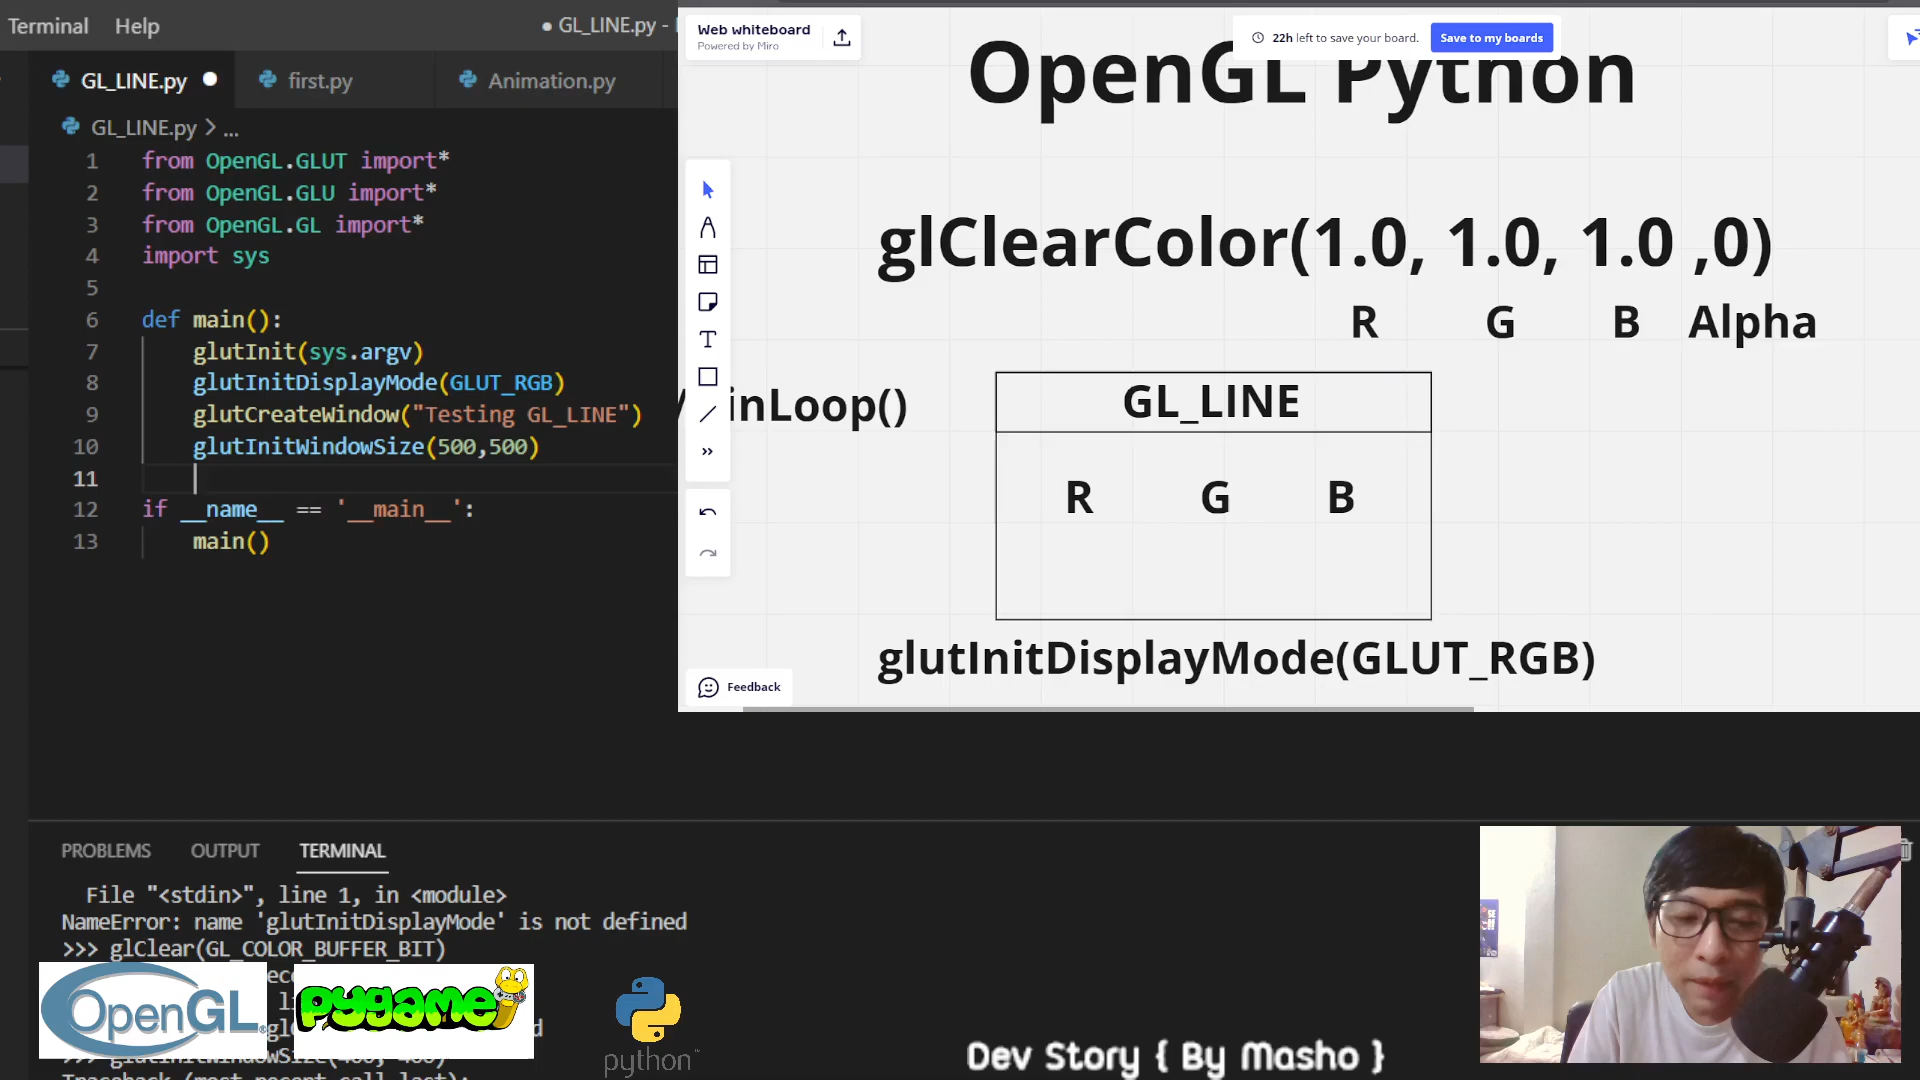 Terminal Help
● GL_LINE.py -
GL_LINE.py
first.py
Animation.py
GL_LINE.py > ...
1 from OpenGL.GLUT import*
2 from OpenGL.GLU import*
3 from OpenGL.GL import*
4 import sys
5
6 def main():
7 glutInit(sys.argv)
8 glutInitDisplayMode(GLUT_RGB)
9 glutCreateWindow("Testing GL_LINE")
10 glutInitWindowSize(500,500)
11
12 if __name__ == '__main__':
13 main()
Web whiteboard
Powered by Miro
22h left to save your board.
Save to my boards
OpenGL Python
glClearColor(1.0, 1.0, 1.0 ,0)
R G B Alpha
inLoop()
GL_LINE
R G B
glutInitDisplayMode(GLUT_RGB)
Feedback
PROBLEMS OUTPUT TERMINAL
File "<stdin>", line 1, in <module>
NameError: name 'glutInitDisplayMode' is not defined
>>> glClear(GL_COLOR_BUFFER_BIT)
OpenGL
pygame
python
Dev Story { By Masho }